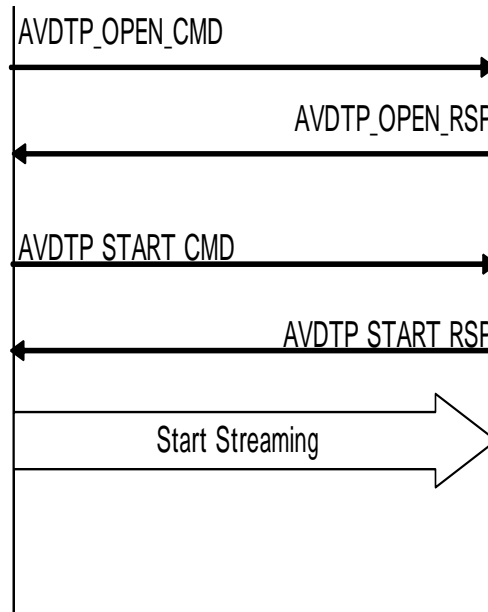 AVDTP_OPEN_CMD
AVDTP_OPEN_RSP
AVDTP START CMD
AVDTP START RSP
Start Streaming